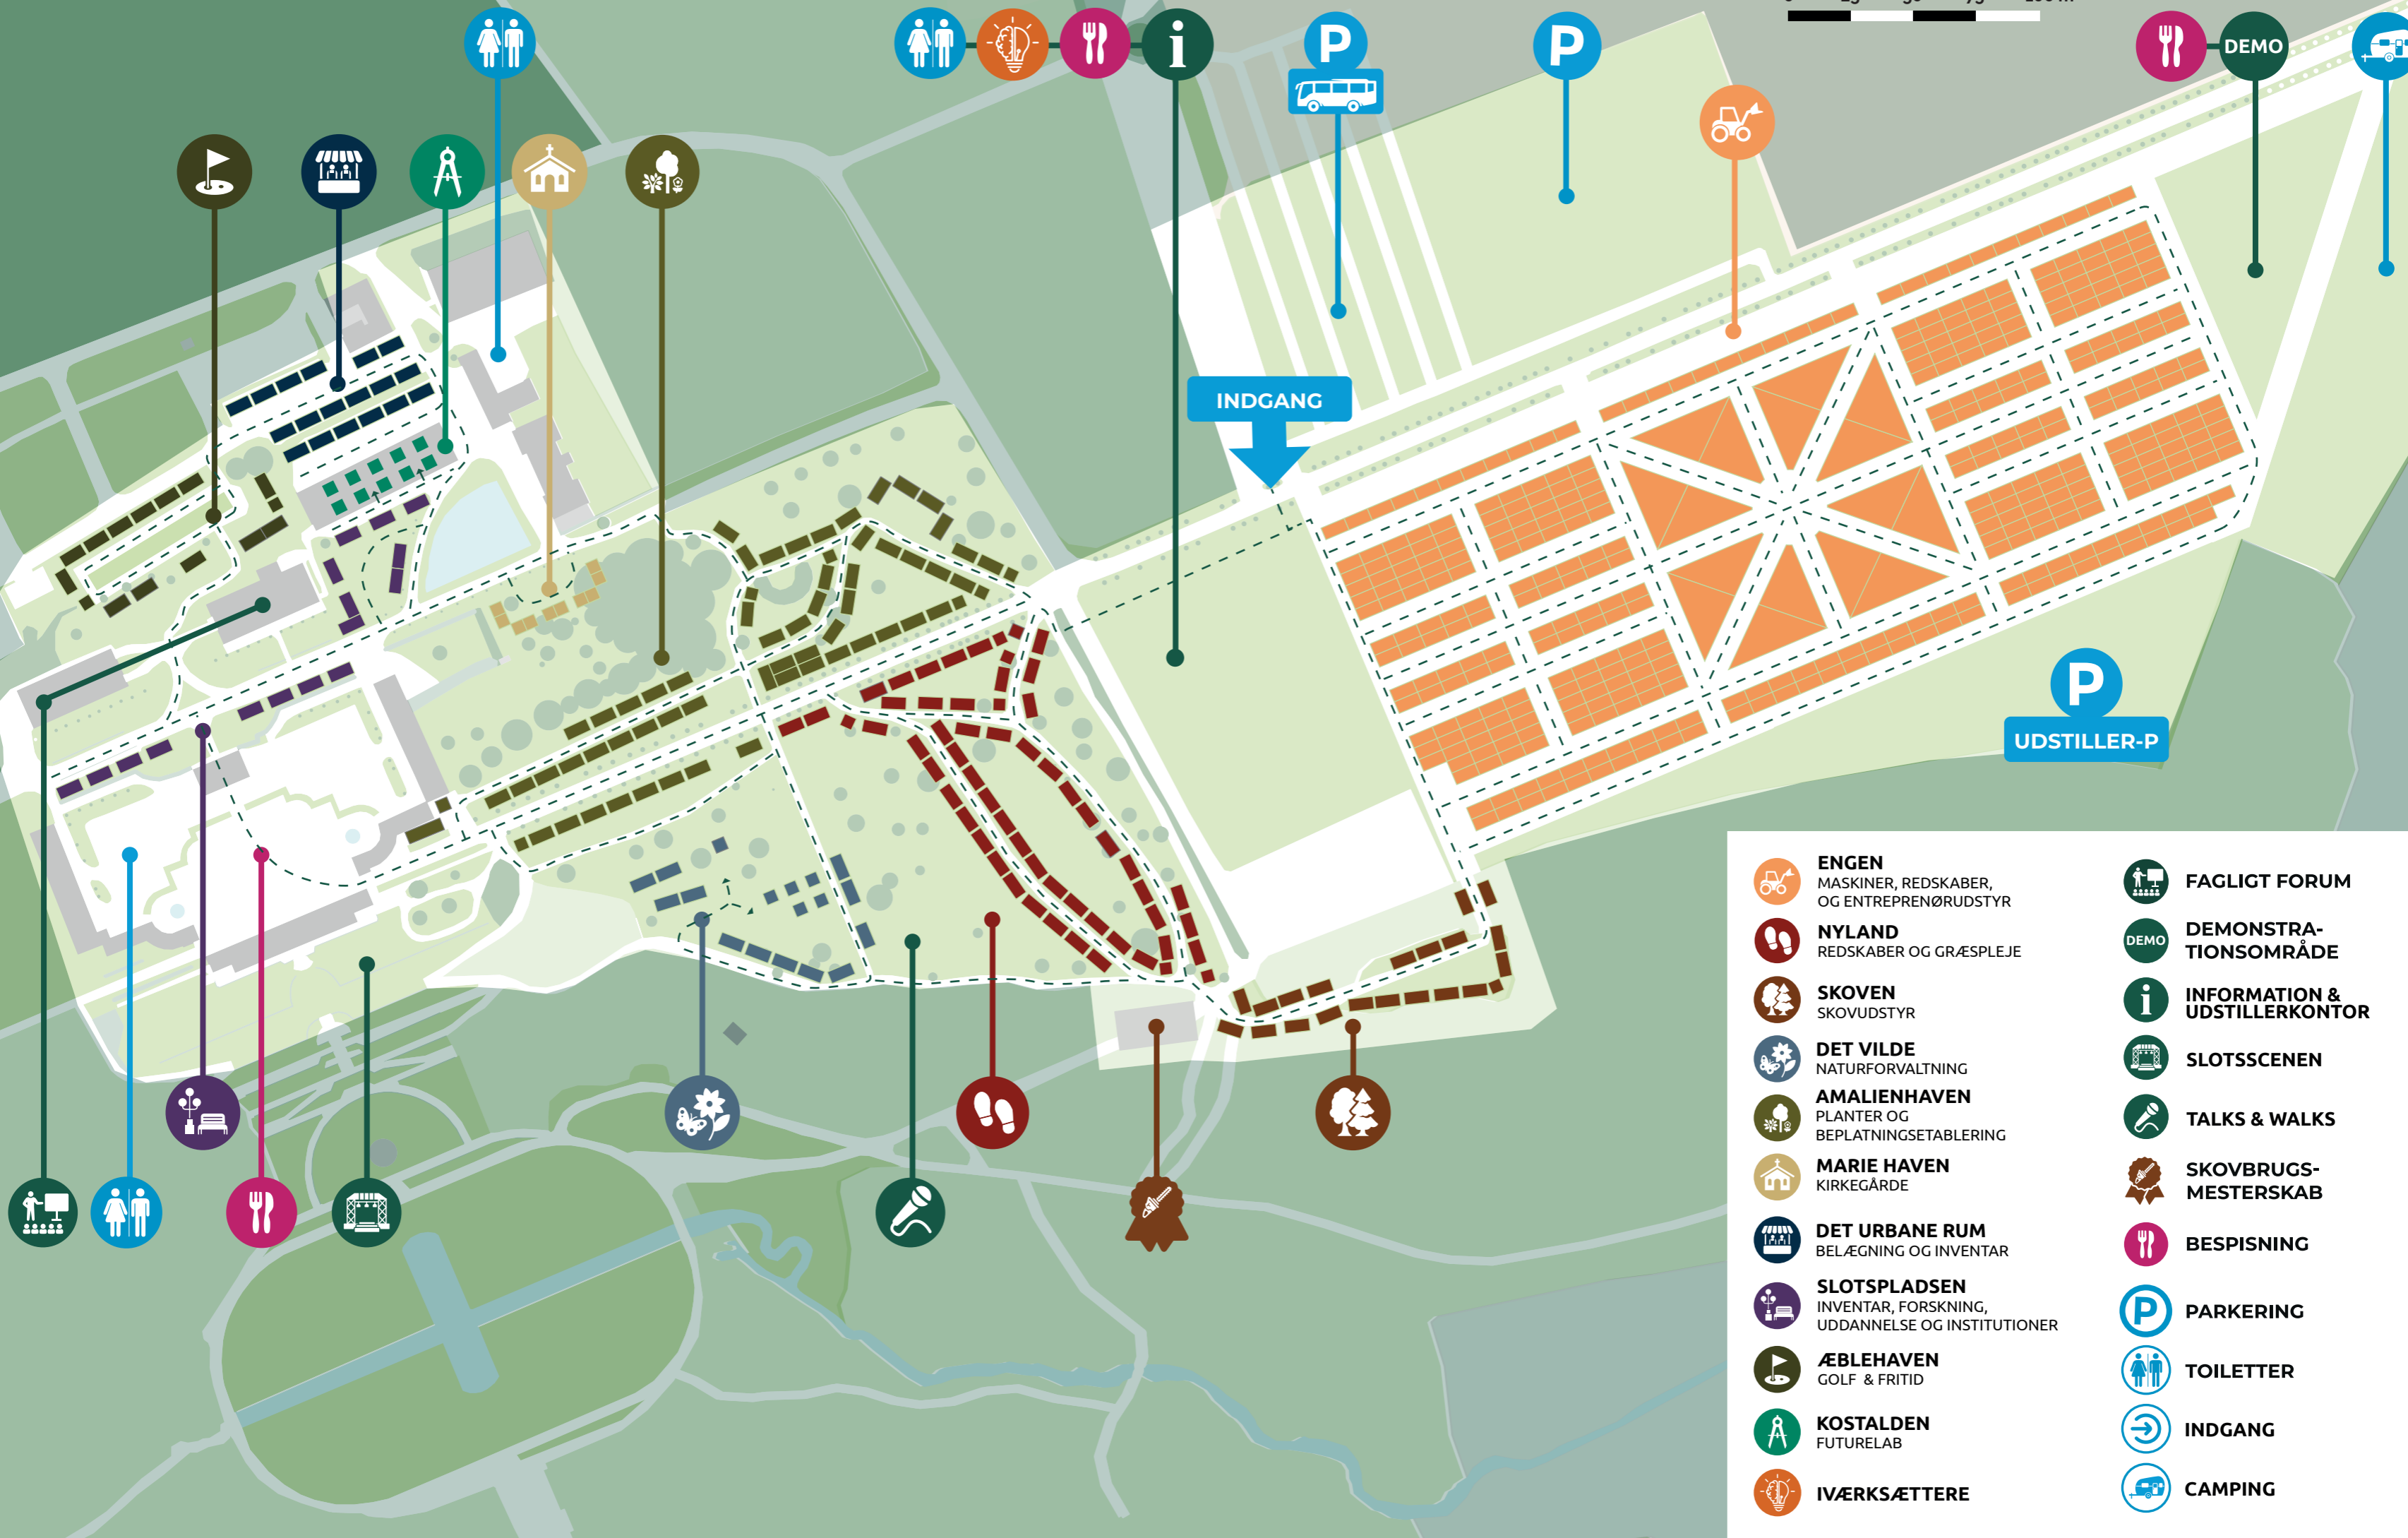 P
P
DEMO
INDGANG
P
UDSTILLER-P
ENGEN
MASKINER, REDSKABER,
OG ENTREPRENØRUDSTYR
NYLAND
REDSKABER OG GRÆSPLEJE
SKOVEN
SKOVUDSTYR
DET VILDE
NATURFORVALTNING
AMALIENHAVEN
PLANTER OG
BEPLATNINGSETABLERING
MARIE HAVEN
KIRKEGÅRDE
DET URBANE RUM
BELÆGNING OG INVENTAR
SLOTSPLADSEN
INVENTAR, FORSKNING,
UDDANNELSE OG INSTITUTIONER
ÆBLEHAVEN
GOLF & FRITID
KOSTALDEN
FUTURELAB
IVÆRKSÆTTERE
FAGLIGT FORUM
DEMO
DEMONSTRA-
TIONSOMRÅDE
INFORMATION &
UDSTILLERKONTOR
SLOTSSCENEN
TALKS & WALKS
SKOVBRUGS-
MESTERSKAB
BESPISNING
P
PARKERING
TOILETTER
INDGANG
CAMPING